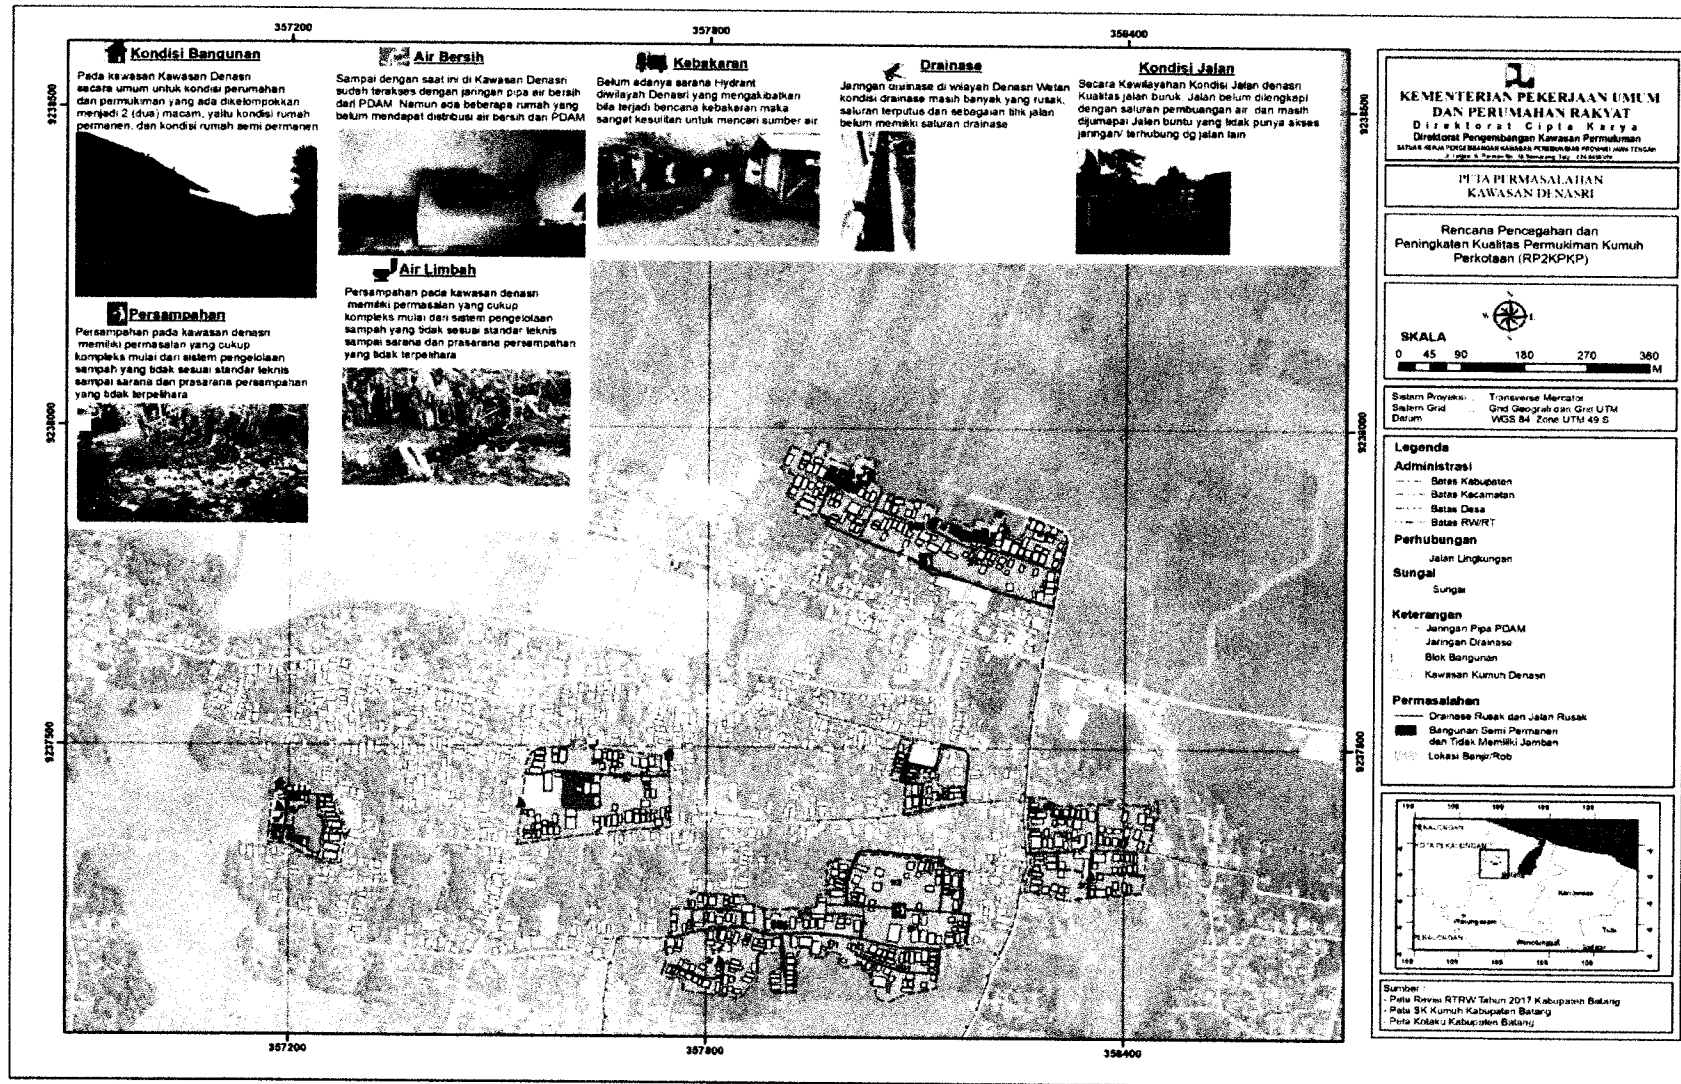 357200
357800
358400
Kondisi Bangunan
Pada kawasan Kawasan Denasri
secara umum untuk kondisi perumahan
dan permukiman yang ada dikelompokkan
menjadi 2 (dua) macam, yaitu kondisi rumah
permanen, dan kondisi rumah semi permanen
Air Bersih
Sampai dengan saat ini di Kawasan Denasri
sudah terakses dengan jaringan pipa air bersih
dari PDAM. Namun ada beberapa rumah yang
belum mendapat distribusi air bersih dari PDAM
Kebakaran
Belum adanya sarana Hydrant
diwilayah Denasri yang mengakibatkan
bila terjadi bencana kebakaran maka
sangat kesulitan untuk mencari sumber air
Drainase
Jaringan drainase di wilayah Denasri Wetan
kondisi drainase masih banyak yang rusak,
saluran terputus dan sebagaian titik jalan
belum memiliki saluran drainase
Kondisi Jalan
Secara Kewilayahan Kondisi Jalan denasri
Kualitas jalan buruk, Jalan belum dilengkapi
dengan saluran pembuangan air dan masih
dijumapai Jalan buntu yang tidak punya akses
jaringan/ terhubung dg jalan lain
Persampahan
Persampahan pada kawasan denasri
memiliki permasalan yang cukup
kompleks mulai dari sistem pengelolaan
sampah yang tidak sesuai standar teknis
sampai sarana dan prasarana persampahan
yang tidak terpelihara
Air Limbah
Persampahan pada kawasan denasri
memiliki permasalan yang cukup
kompleks mulai dari sistem pengelolaan
sampah yang tidak sesuai standar teknis
sampai sarana dan prasarana persampahan
yang tidak terpelihara
9238500
9238000
9237500
9238500
9238000
357200
357800
358400
KEMENTERIAN PEKERJAAN UMUM
DAN PERUMAHAN RAKYAT
Direktorat Cipta Karya
Direktorat Pengembangan Kawasan Permukiman
PETA PERMASALAHAN
KAWASAN DENASRI
Rencana Pencegahan dan
Peningkatan Kualitas Permukiman Kumuh
Perkotaan (RP2KPKP)
W E
SKALA
0 45 90 180 270 360
M
Sistem Proyeksi : Transverse Mercator
Sistem Grid : Grid Geografi dan Grid UTM
Datum : WGS 84 Zone UTM 49 S
Legenda
Administrasi
Batas Kabupaten
Batas Kecamatan
Batas Desa
Batas RW/RT
Perhubungan
Jalan Lingkungan
Sungai
Sungai
Keterangan
Jaringan Pipa PDAM
Jaringan Drainase
Blok Bangunan
Kawasan Kumuh Denasri
Permasalahan
Drainase Rusak dan Jalan Rusak
Bangunan Semi Permanen
dan Tidak Memiliki Jamban
Lokasi Banjir/Rob
PEKALONGAN
KOTA PEKALONGAN
Kandeman
Warungasem
Tulis
PEKALONGAN
Wonotunggal
Sumber :
- Peta Revisi RTRW Tahun 2017 Kabupaten Batang
- Peta SK Kumuh Kabupaten Batang
- Peta Kotaku Kabupaten Batang